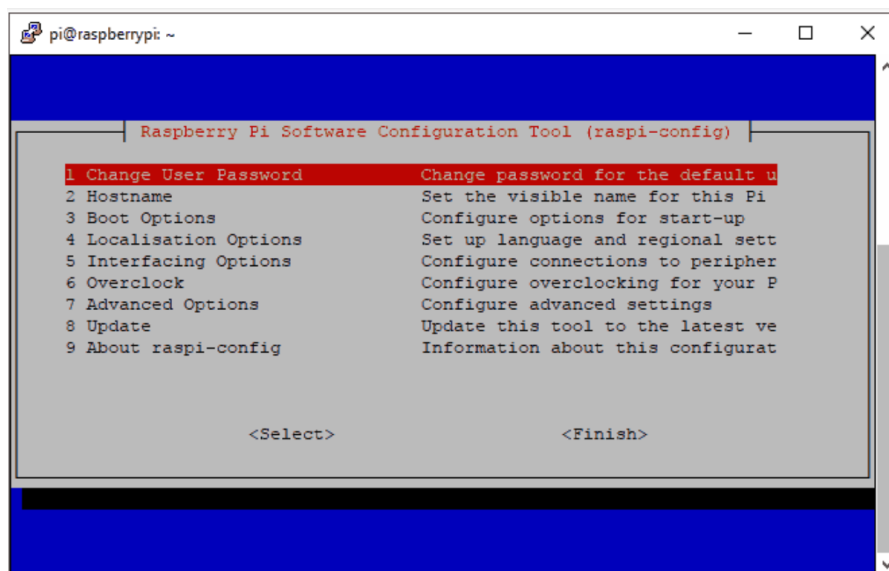 pi@raspberrypi: ~
Raspberry Pi Software Configuration Tool (raspi-config)
1 Change User Password Change password for the default u
2 Hostname Set the visible name for this Pi
3 Boot Options Configure options for start-up
4 Localisation Options Set up language and regional sett
5 Interfacing Options Configure connections to peripher
6 Overclock Configure overclocking for your P
7 Advanced Options Configure advanced settings
8 Update Update this tool to the latest ve
9 About raspi-config Information about this configurat
<Select> <Finish>